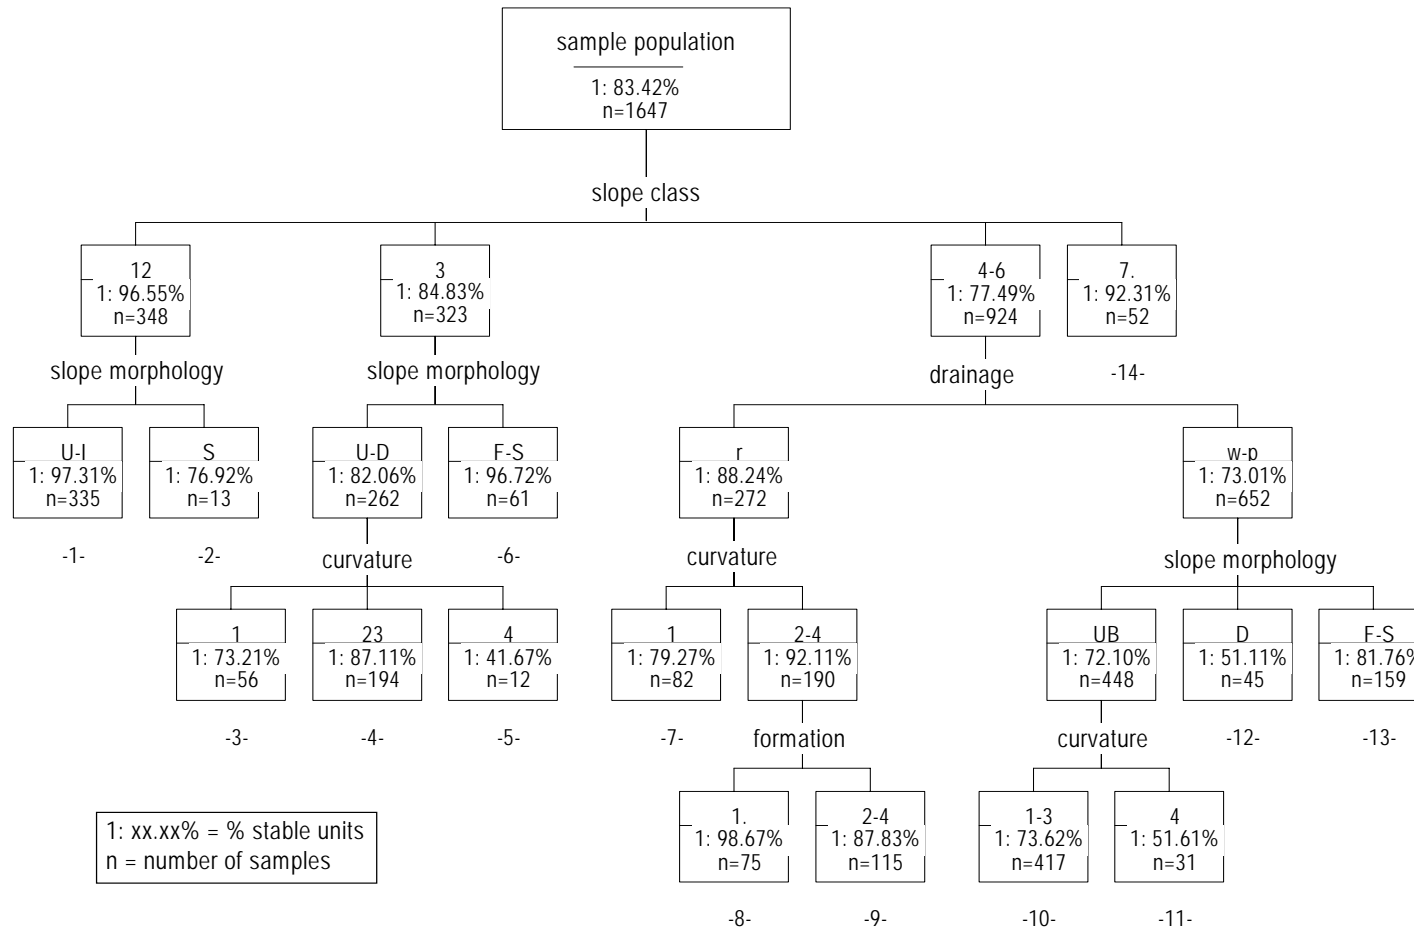 sample population
1: 83.42%
n=1647
slope class
12
1: 96.55%
n=348
3
1: 84.83%
n=323
4-6
1: 77.49%
n=924
7.
1: 92.31%
n=52
slope morphology
slope morphology
drainage
-14-
U-I
1: 97.31%
n=335
S
1: 76.92%
n=13
U-D
1: 82.06%
n=262
F-S
1: 96.72%
n=61
r
1: 88.24%
n=272
w-p
1: 73.01%
n=652
-1-
-2-
curvature
-6-
curvature
slope morphology
1
1: 73.21%
n=56
23
1: 87.11%
n=194
4
1: 41.67%
n=12
1
1: 79.27%
n=82
2-4
1: 92.11%
n=190
UB
1: 72.10%
n=448
D
1: 51.11%
n=45
F-S
1: 81.76%
n=159
-3-
-4-
-5-
-7-
formation
curvature
-12-
-13-
1.
1: 98.67%
n=75
2-4
1: 87.83%
n=115
1-3
1: 73.62%
n=417
4
1: 51.61%
n=31
1: xx.xx% = % stable units
n = number of samples
-8-
-9-
-10-
-11-